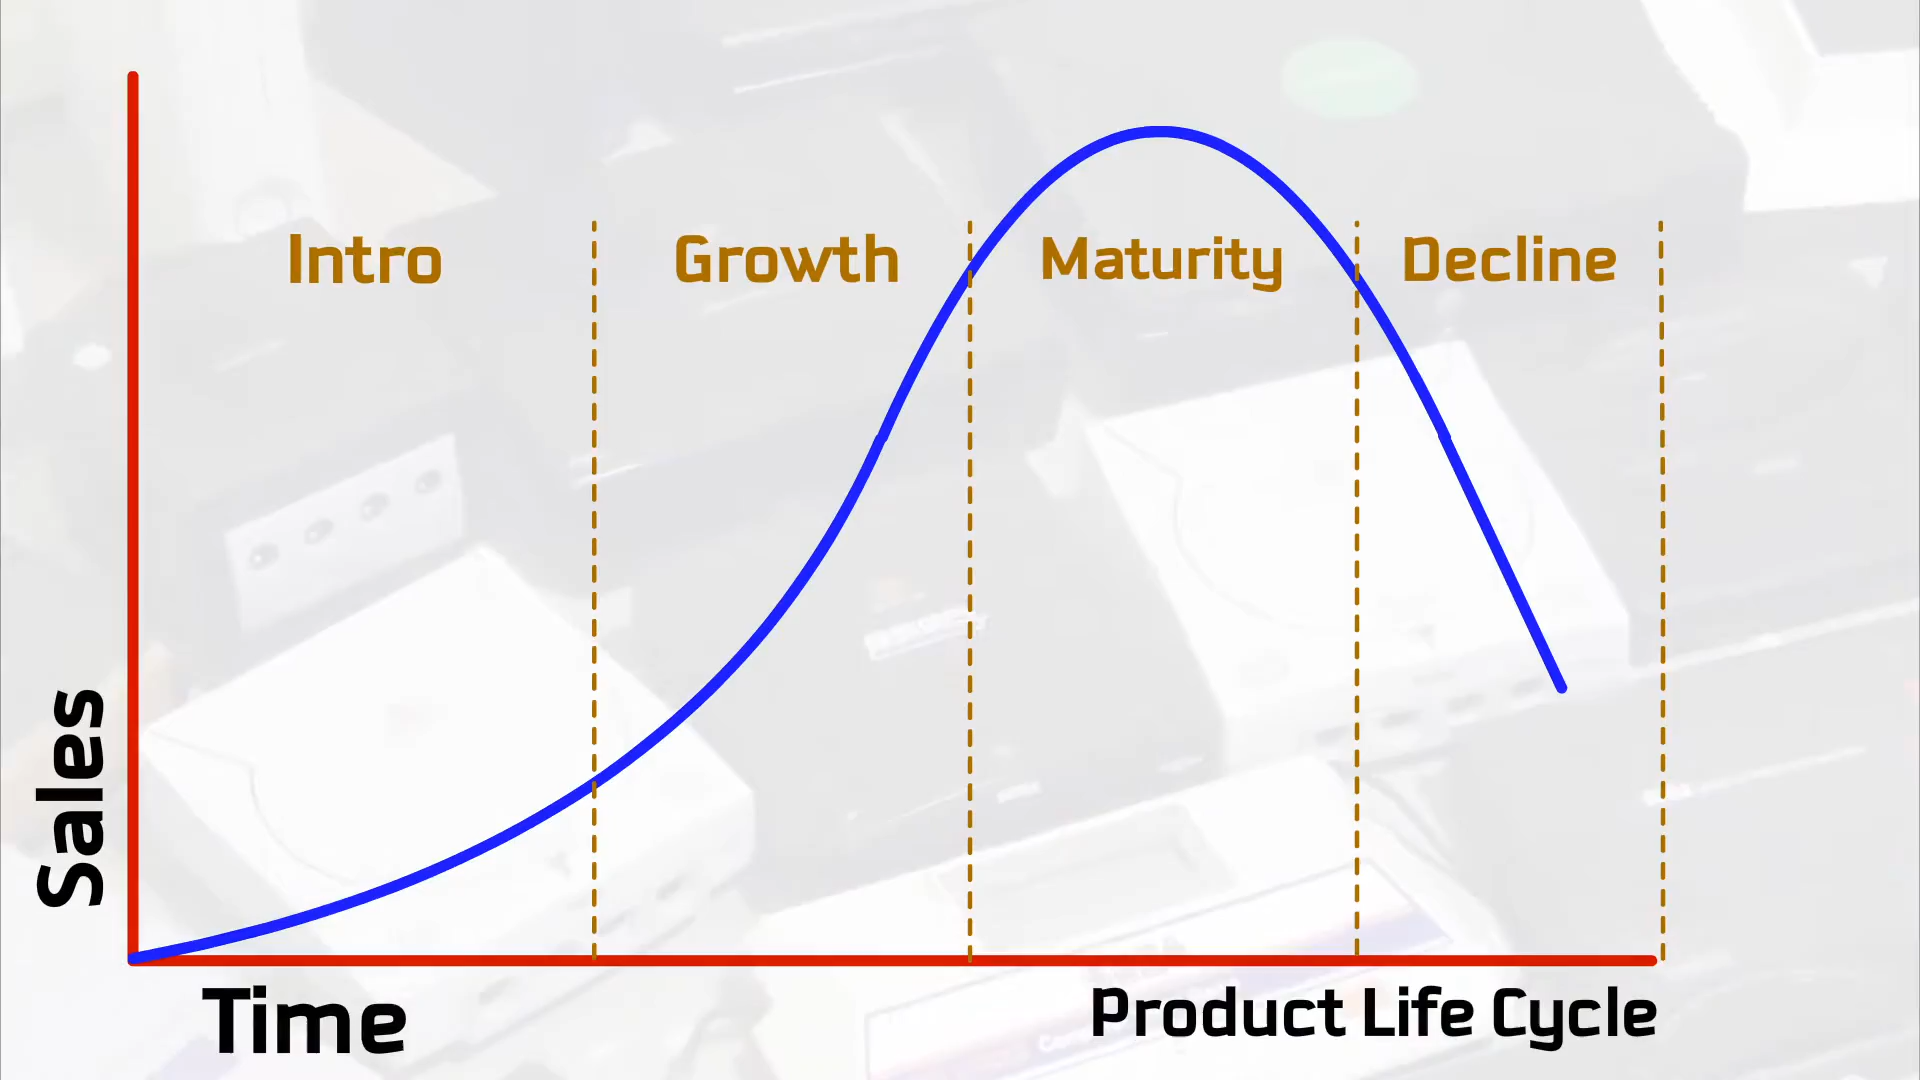 Intro
Growth
Maturity
Decline
Sales
Time
Product Life Cycle